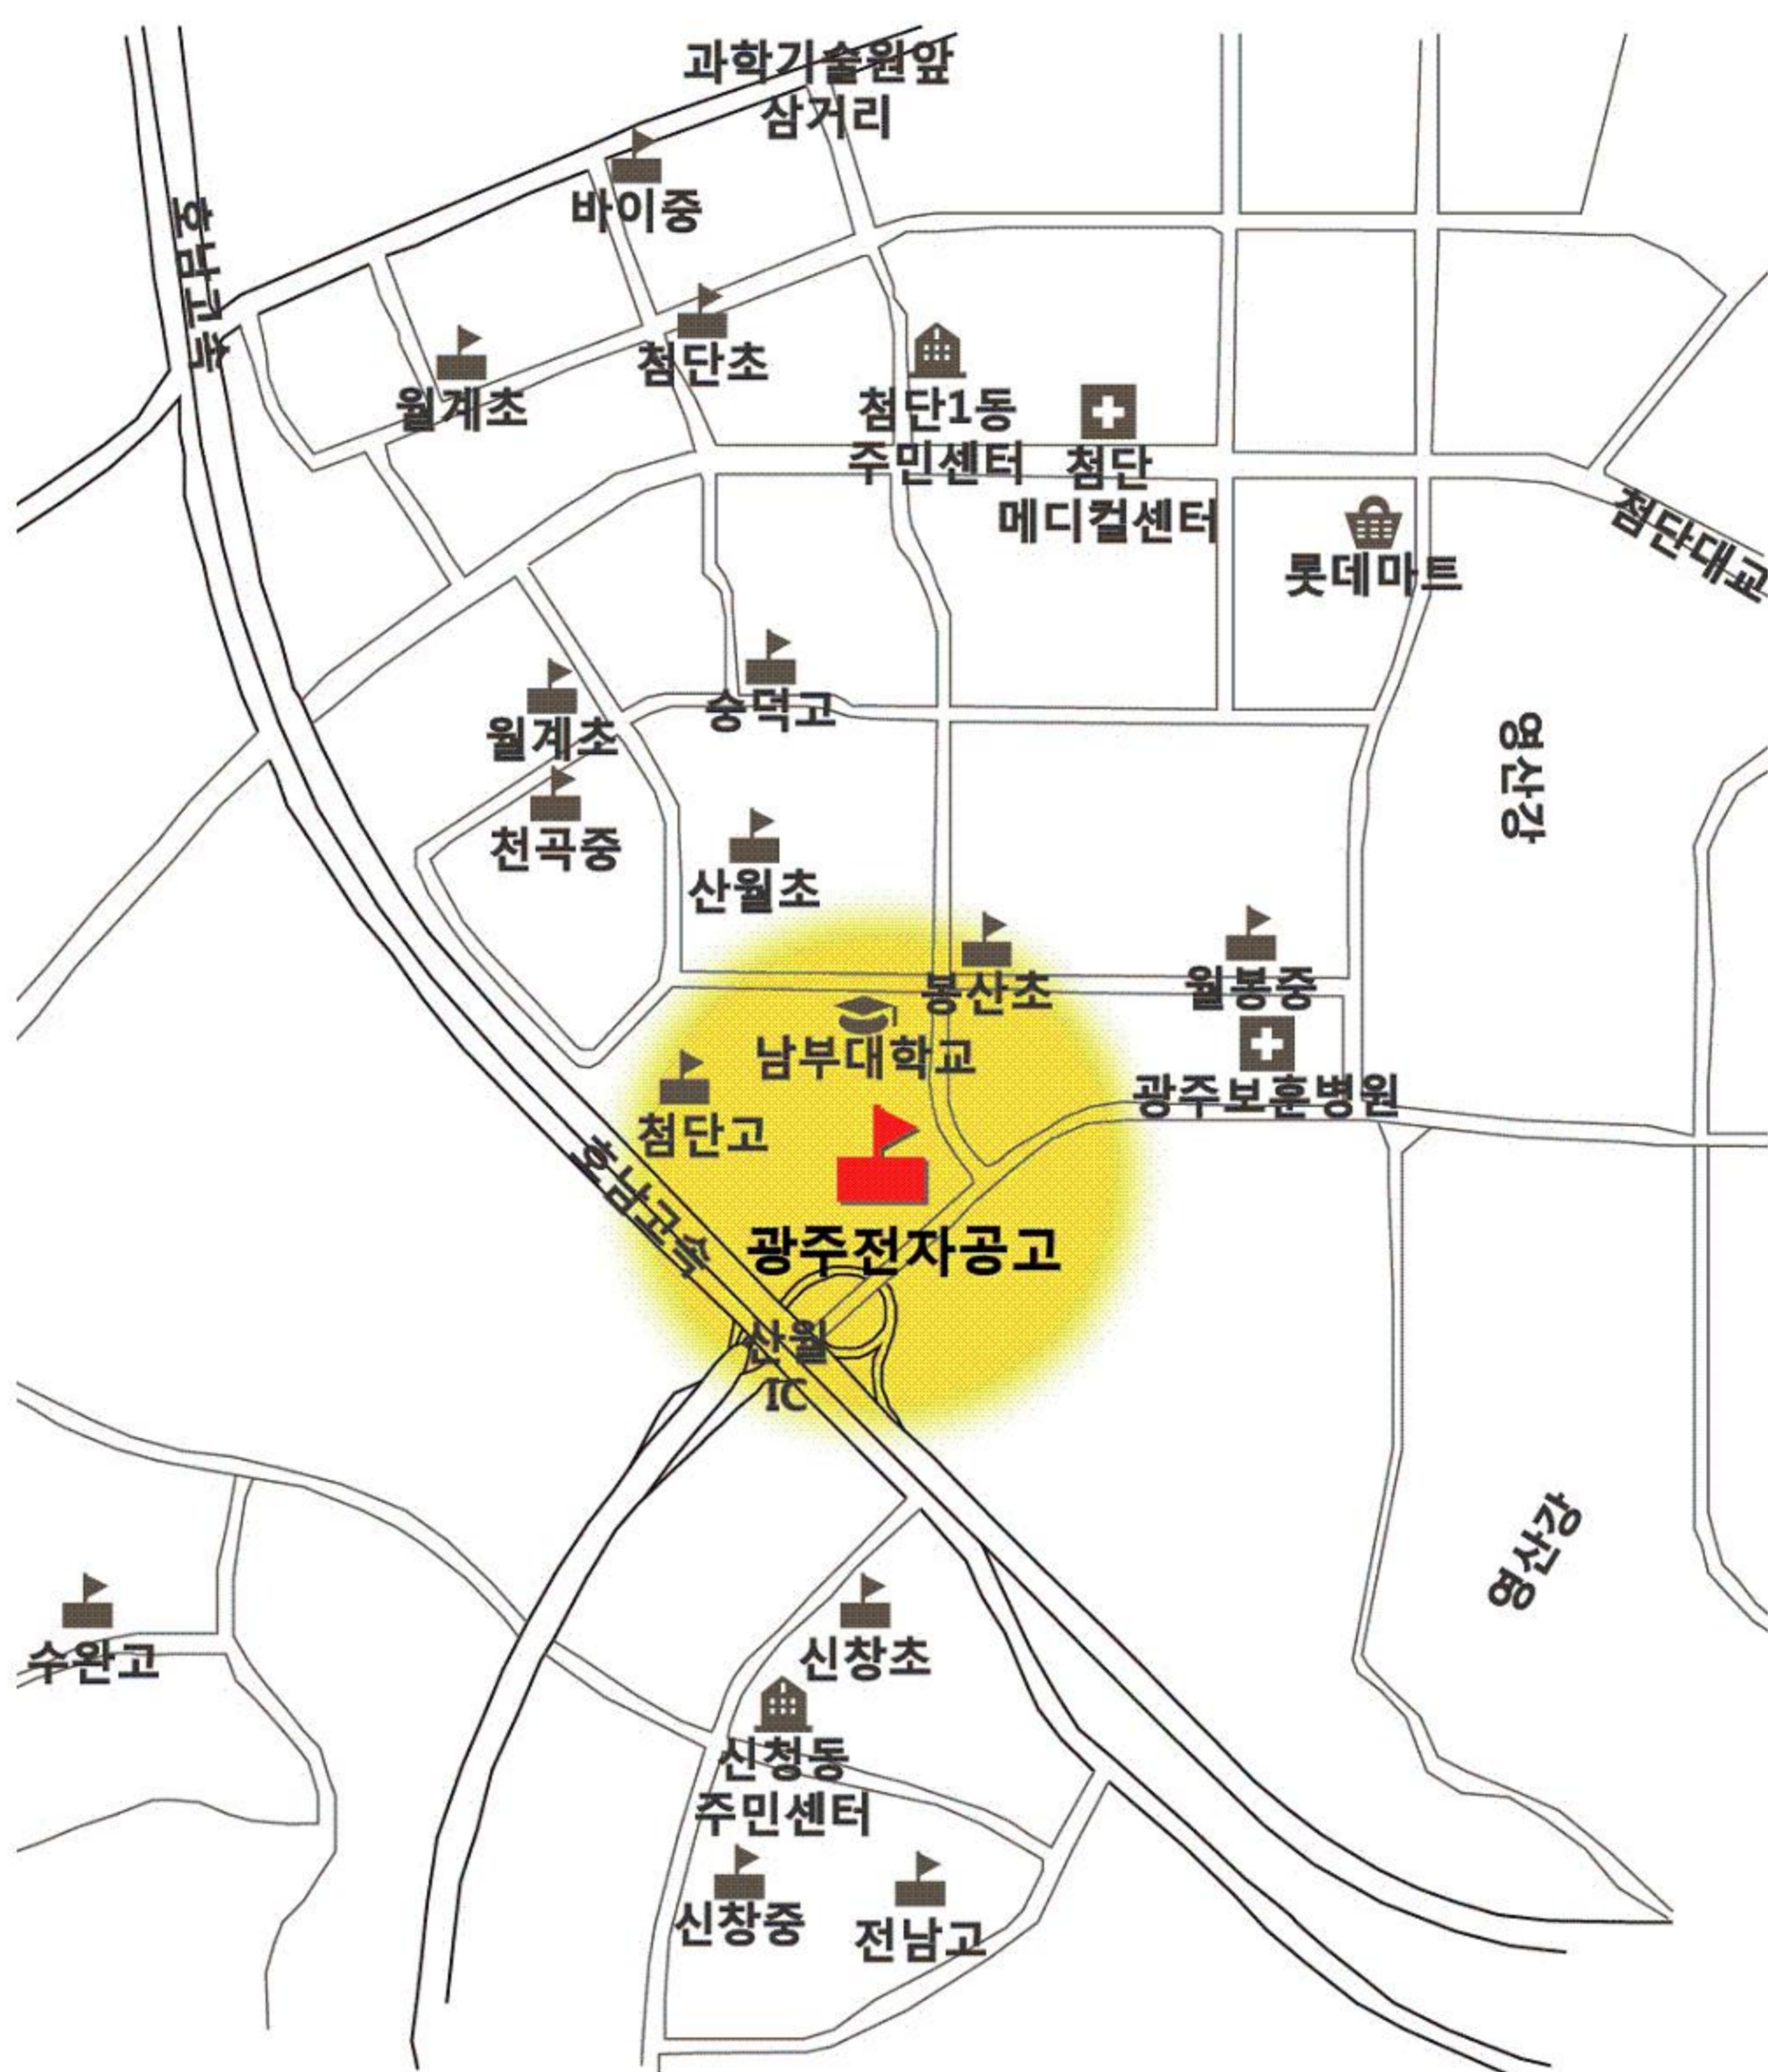 과학기술원앞
삼거리
바이중
호남고속
첨단초
월계초
첨단1동
주민센터
첨단
메디컬센터
첨단대교
롯데마트
숭덕고
월계초
영산강
천곡중
산월초
봉산초
월봉중
남부대학교
광주보훈병원
첨단고
호남고속
광주전자공고
산월
IC
영산강
수완고
신창초
신청동
주민센터
신창중
전남고